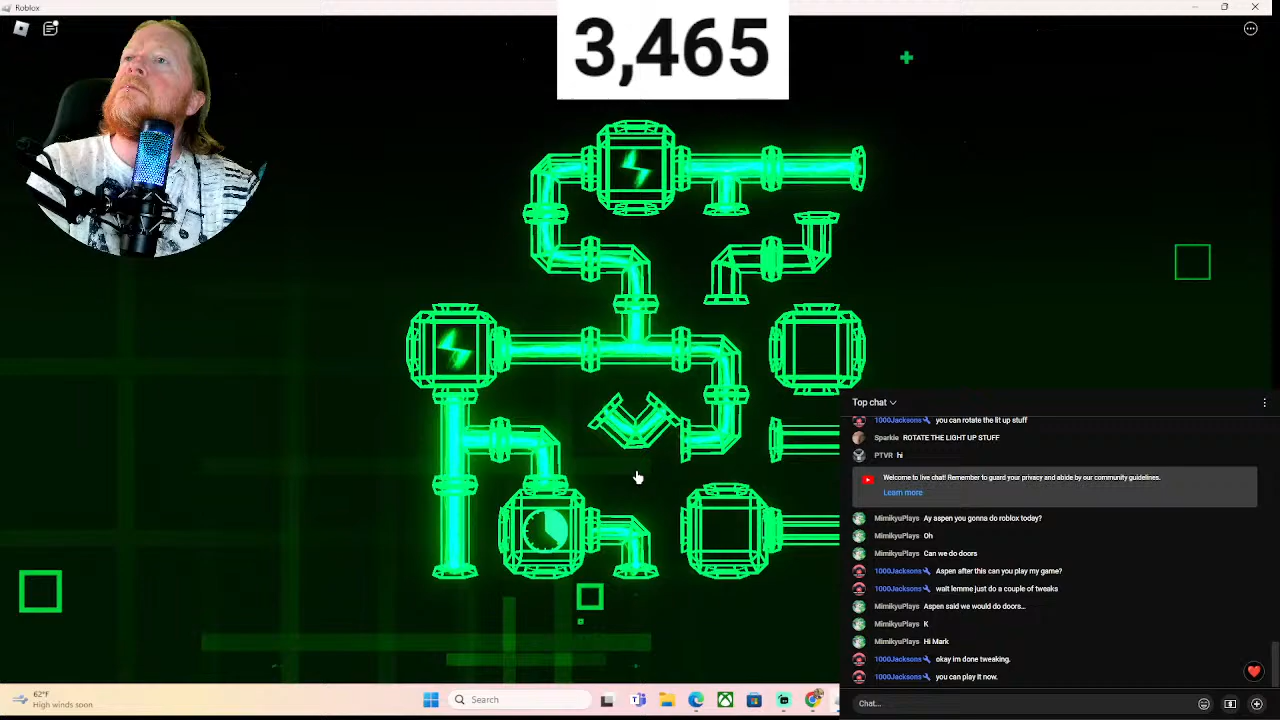 Roblox
3,465
Top chat
1000Jacksons you can rotate the lit up stuff
Sparkie ROTATE THE LIGHT UP STUFF
PTVR hi
Welcome to live chat! Remember to guard your privacy and abide by our community guidelines.
Learn more
MimikyuPlays Ay aspen you gonna do roblox today?
MimikyuPlays Oh
MimikyuPlays Can we do doors
1000Jacksons Aspen after this can you play my game?
1000Jacksons wait lemme just do a couple of tweaks
MimikyuPlays Aspen said we would do doors...
MimikyuPlays K
MimikyuPlays Hi Mark
1000Jacksons okay im done tweaking.
1000Jacksons you can play it now.
Chat...
62°F
High winds soon
Search